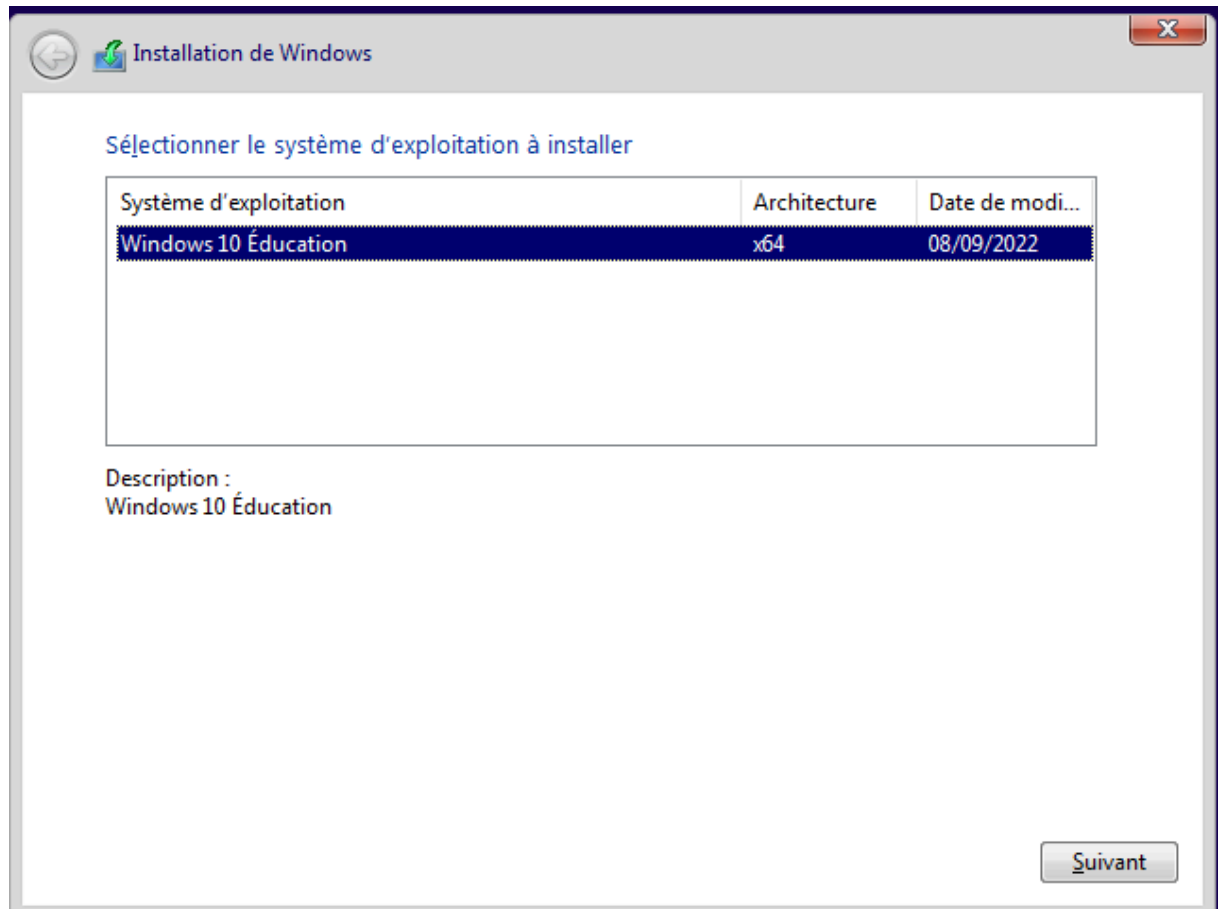 Installation de Windows
Sélectionner le système d'exploitation à installer
Système d'exploitation Architecture Date de modi...
Windows 10 Éducation x64 08/09/2022
Description :
Windows 10 Éducation
Suivant